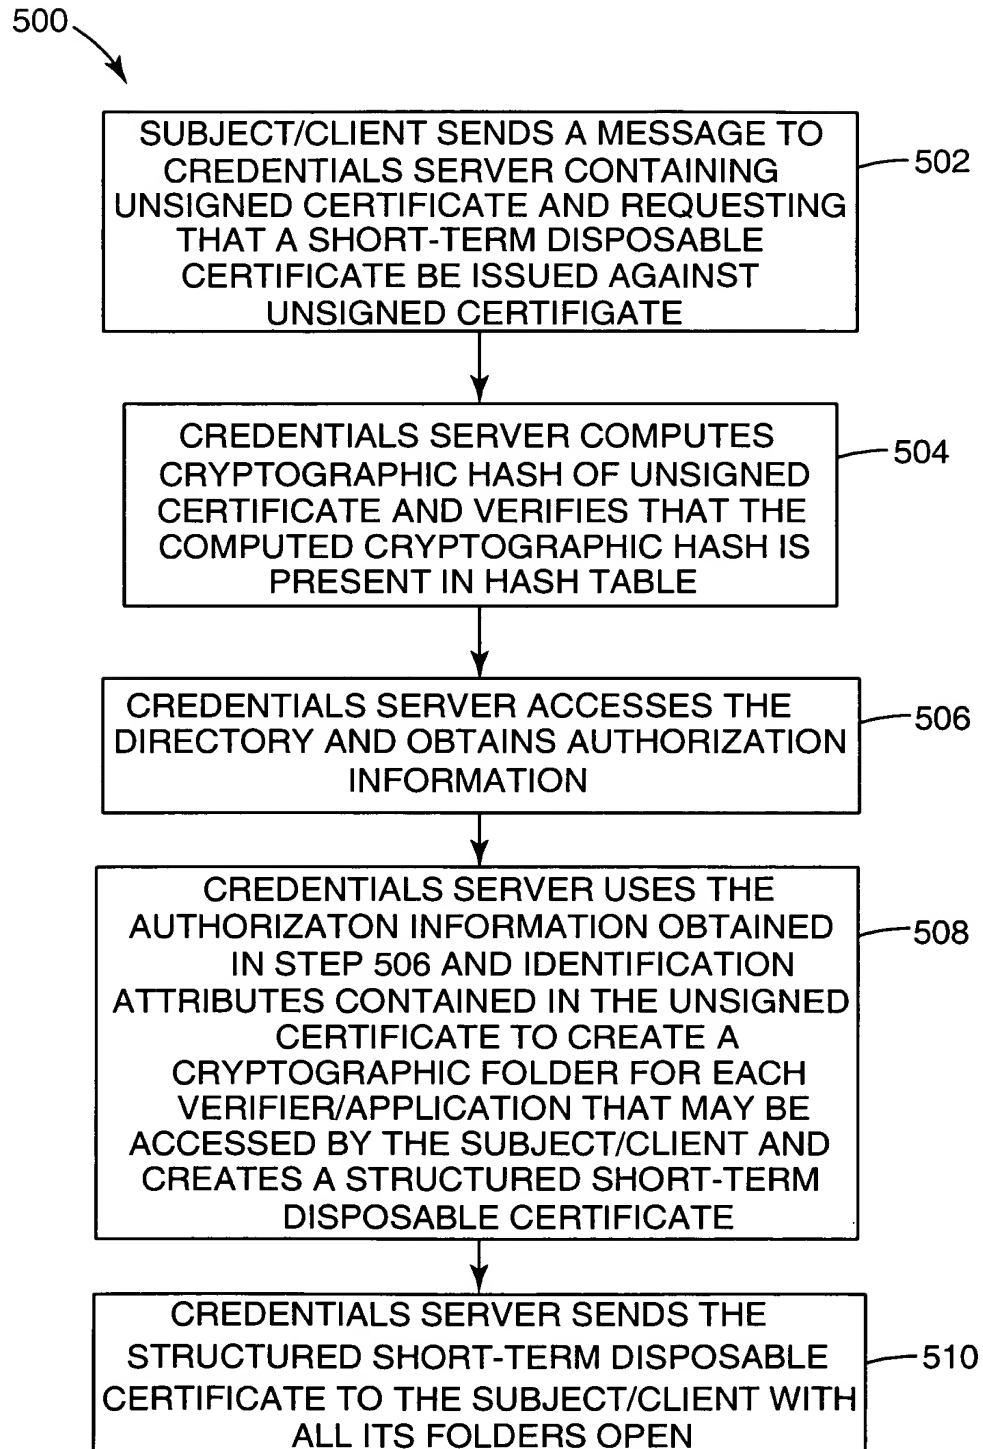 500
SUBJECT/CLIENT SENDS A MESSAGE TO
CREDENTIALS SERVER CONTAINING
UNSIGNED CERTIFICATE AND REQUESTING
THAT A SHORT-TERM DISPOSABLE
CERTIFICATE BE ISSUED AGAINST
UNSIGNED CERTIFIGATE
502
CREDENTIALS SERVER COMPUTES
CRYPTOGRAPHIC HASH OF UNSIGNED
CERTIFICATE AND VERIFIES THAT THE
COMPUTED CRYPTOGRAPHIC HASH IS
PRESENT IN HASH TABLE
504
CREDENTIALS SERVER ACCESSES THE
DIRECTORY AND OBTAINS AUTHORIZATION
INFORMATION
506
CREDENTIALS SERVER USES THE
AUTHORIZATON INFORMATION OBTAINED
IN STEP 506 AND IDENTIFICATION
ATTRIBUTES CONTAINED IN THE UNSIGNED
CERTIFICATE TO CREATE A
CRYPTOGRAPHIC FOLDER FOR EACH
VERIFIER/APPLICATION THAT MAY BE
ACCESSED BY THE SUBJECT/CLIENT AND
CREATES A STRUCTURED SHORT-TERM
DISPOSABLE CERTIFICATE
508
CREDENTIALS SERVER SENDS THE
STRUCTURED SHORT-TERM DISPOSABLE
CERTIFICATE TO THE SUBJECT/CLIENT WITH
ALL ITS FOLDERS OPEN
510